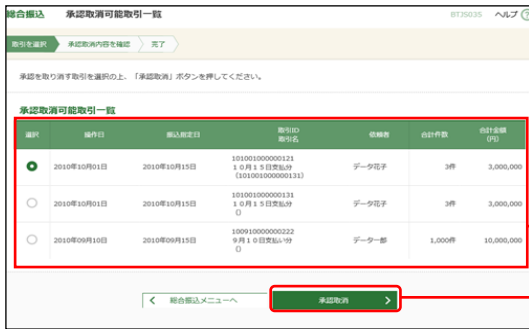 総合振込 承認取消可能取引一覧 BTJS035 ヘルプ
取引を選択 承認取消内容を確認 完了
承認を取り消す取引を選択の上、「承認取消」ボタンを押してください。
承認取消可能取引一覧
選択 操作日 振込指定日 取引ID 依頼者 合計件数 合計金額
取引名 (円)
101001000000121
2010年10月01日 2010年10月15日 10月15日支払分 データ花子 3件 3,000,000
(101001000000131)
101001000000131
2010年10月01日 2010年10月15日 10月15日支払分 データ花子 3件 3,000,000
()
100910000000222
2010年09月10日 2010年09月15日 9月10日支払い分 データ一郎 1,000件 10,000,000
()
総合振込メニューへ 承認取消